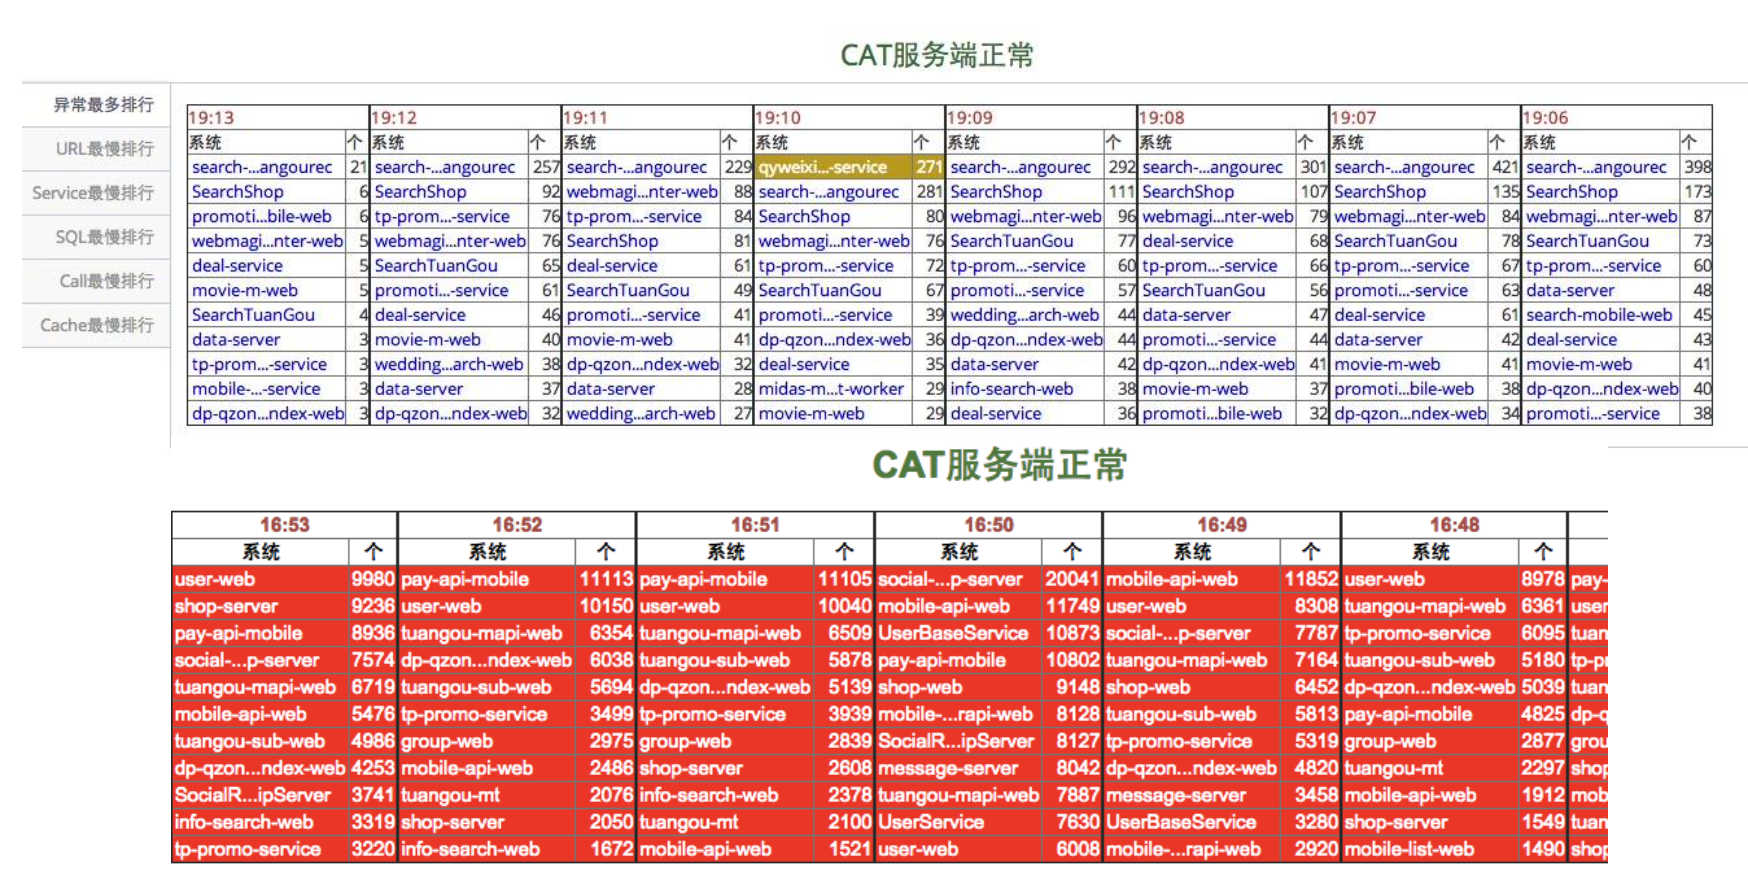 CAT服务端正常
异常最多排行
URL最慢排行
Service最慢排行
SQL最慢排行
Call最慢排行
Cache最慢排行
19:13 19:12 19:11 19:10 19:09 19:08 19:07 19:06
系统 个 系统 个 系统 个 系统 个 系统 个 系统 个 系统 个 系统 个
search-...angourec 21 search-...angourec 257 search-...angourec 229 qyweixi...-service 271 search-...angourec 292 search-...angourec 301 search-...angourec 421 search-...angourec 398
SearchShop 6 SearchShop 92 webmagi...nter-web 88 search-...angourec 281 SearchShop 111 SearchShop 107 SearchShop 135 SearchShop 173
promoti...bile-web 6 tp-prom...-service 76 tp-prom...-service 84 SearchShop 80 webmagi...nter-web 96 webmagi...nter-web 79 webmagi...nter-web 84 webmagi...nter-web 87
webmagi...nter-web 5 webmagi...nter-web 76 SearchShop 81 webmagi...nter-web 76 SearchTuanGou 77 deal-service 68 SearchTuanGou 78 SearchTuanGou 73
deal-service 5 SearchTuanGou 65 deal-service 61 tp-prom...-service 72 tp-prom...-service 60 tp-prom...-service 66 tp-prom...-service 67 tp-prom...-service 60
movie-m-web 5 promoti...-service 61 SearchTuanGou 49 SearchTuanGou 67 promoti...-service 57 SearchTuanGou 56 promoti...-service 63 data-server 48
SearchTuanGou 4 deal-service 46 promoti...-service 41 promoti...-service 39 wedding...arch-web 44 data-server 47 deal-service 61 search-mobile-web 45
data-server 3 movie-m-web 40 movie-m-web 41 dp-qzon...ndex-web 36 dp-qzon...ndex-web 44 promoti...-service 44 data-server 42 deal-service 43
tp-prom...-service 3 wedding...arch-web 38 dp-qzon...ndex-web 32 deal-service 35 data-server 42 dp-qzon...ndex-web 41 movie-m-web 41 movie-m-web 41
mobile-...-service 3 data-server 37 data-server 28 midas-m...t-worker 29 info-search-web 38 movie-m-web 37 promoti...bile-web 38 dp-qzon...ndex-web 40
dp-qzon...ndex-web 3 dp-qzon...ndex-web 32 wedding...arch-web 27 movie-m-web 29 deal-service 36 promoti...bile-web 32 dp-qzon...ndex-web 34 promoti...-service 38
CAT服务端正常
16:53 16:52 16:51 16:50 16:49 16:48
系统 个 系统 个 系统 个 系统 个 系统 个 系统 个
user-web 9980 pay-api-mobile 11113 pay-api-mobile 11105 social-...p-server 20041 mobile-api-web 11852 user-web 8978 pay-
shop-server 9236 user-web 10150 user-web 10040 mobile-api-web 11749 user-web 8308 tuangou-mapi-web 6361 user
pay-api-mobile 8936 tuangou-mapi-web 6354 tuangou-mapi-web 6509 UserBaseService 10873 social-...p-server 7787 tp-promo-service 6095 tuan
social-...p-server 7574 dp-qzon...ndex-web 6038 tuangou-sub-web 5878 pay-api-mobile 10802 tuangou-mapi-web 7164 tuangou-sub-web 5180 tp-p
tuangou-mapi-web 6719 tuangou-sub-web 5694 dp-qzon...ndex-web 5139 shop-web 9148 shop-web 6452 dp-qzon...ndex-web 5039 tuan
mobile-api-web 5476 tp-promo-service 3499 tp-promo-service 3939 mobile-...rapi-web 8128 tuangou-sub-web 5813 pay-api-mobile 4825 dp-q
tuangou-sub-web 4986 group-web 2975 group-web 2839 SocialR...ipServer 8127 tp-promo-service 5319 group-web 2877 grou
dp-qzon...ndex-web 4253 mobile-api-web 2486 shop-server 2608 message-server 8042 dp-qzon...ndex-web 4820 tuangou-mt 2297 shop
SocialR...ipServer 3741 tuangou-mt 2076 info-search-web 2378 tuangou-mapi-web 7887 message-server 3458 mobile-api-web 1912 mob
info-search-web 3319 shop-server 2050 tuangou-mt 2100 UserService 7630 UserBaseService 3280 shop-server 1549 tuan
tp-promo-service 3220 info-search-web 1672 mobile-api-web 1521 user-web 6008 mobile-...rapi-web 2920 mobile-list-web 1490 shop